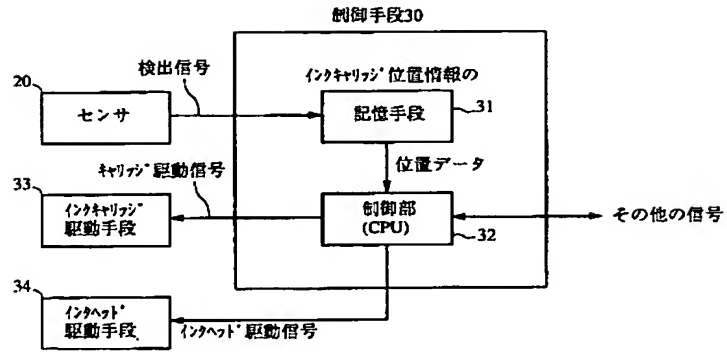 制御手段30
検出信号
インクキャリッジ位置情報の
20
センサ
記憶手段
31
キャリッジ駆動信号
位置データ
33
インクキャリッジ
駆動手段
制御部
(CPU)
32
その他の信号
34
インクヘッド
駆動手段
インクヘッド駆動信号